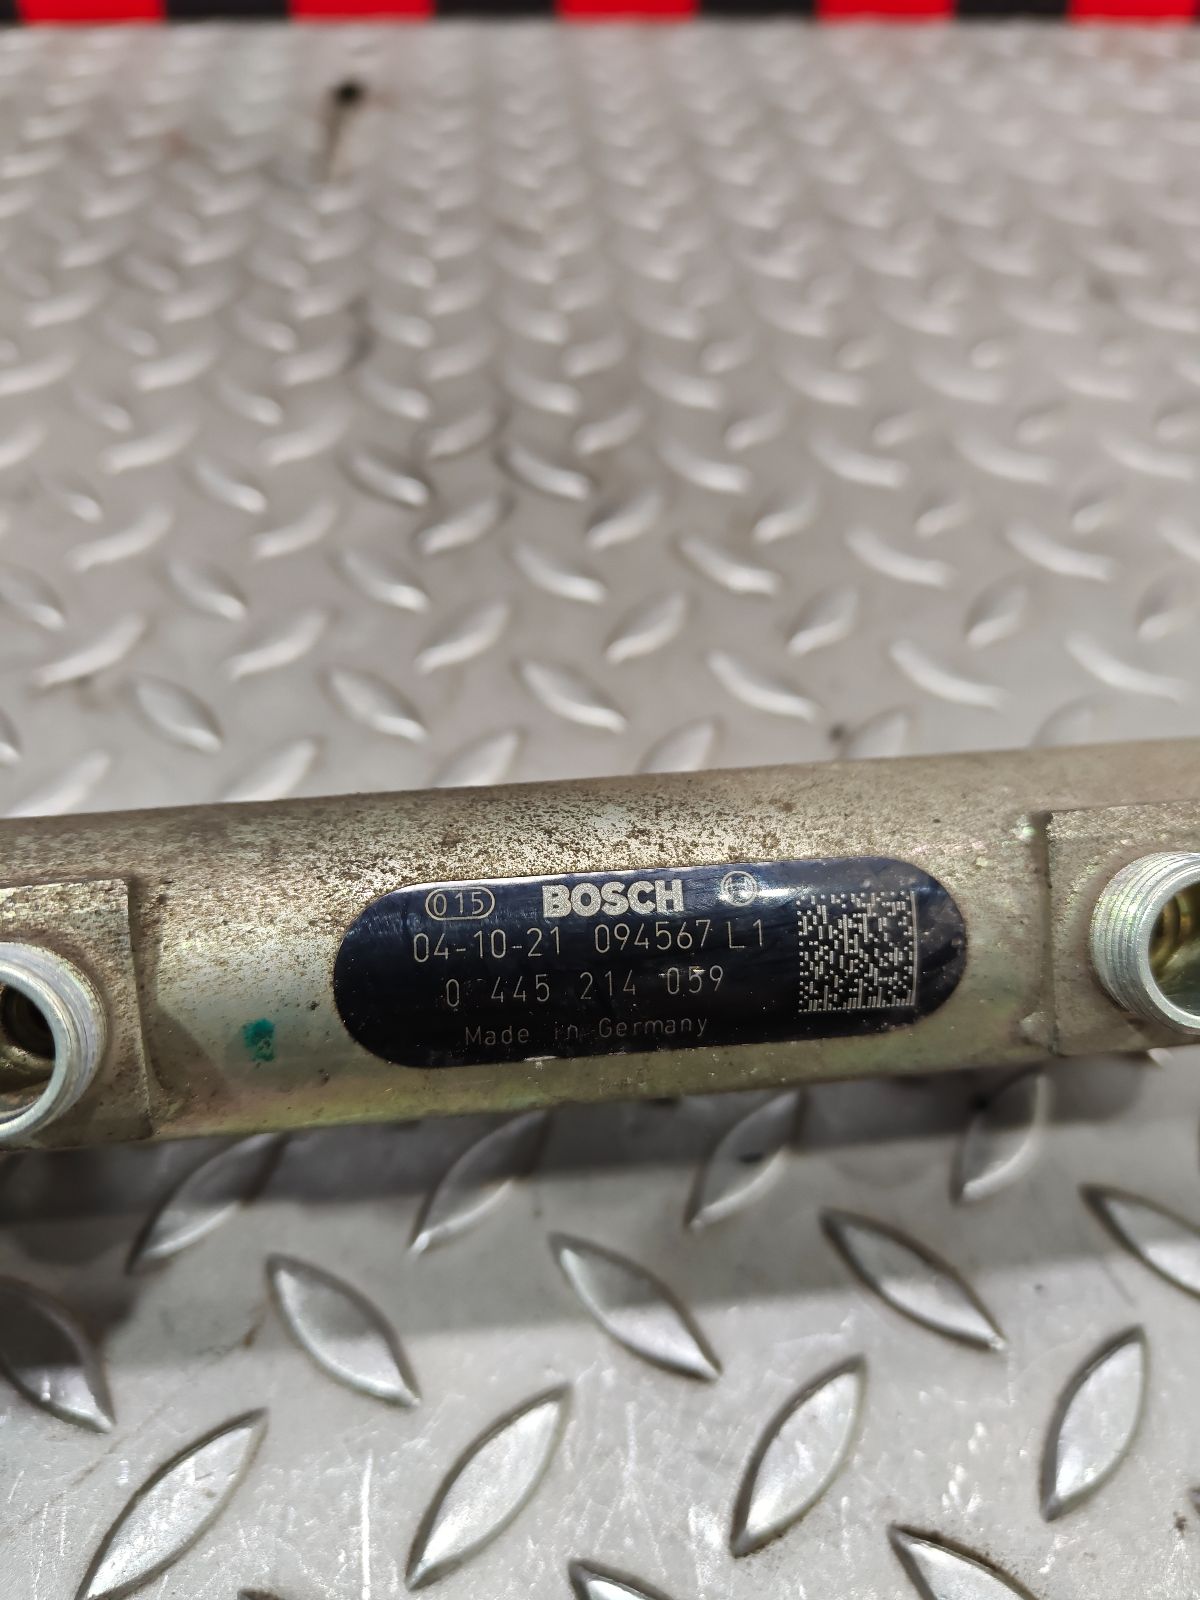 015 BOSCH
04-10-21 094567 L1
0 445 214 059
Made in Germany